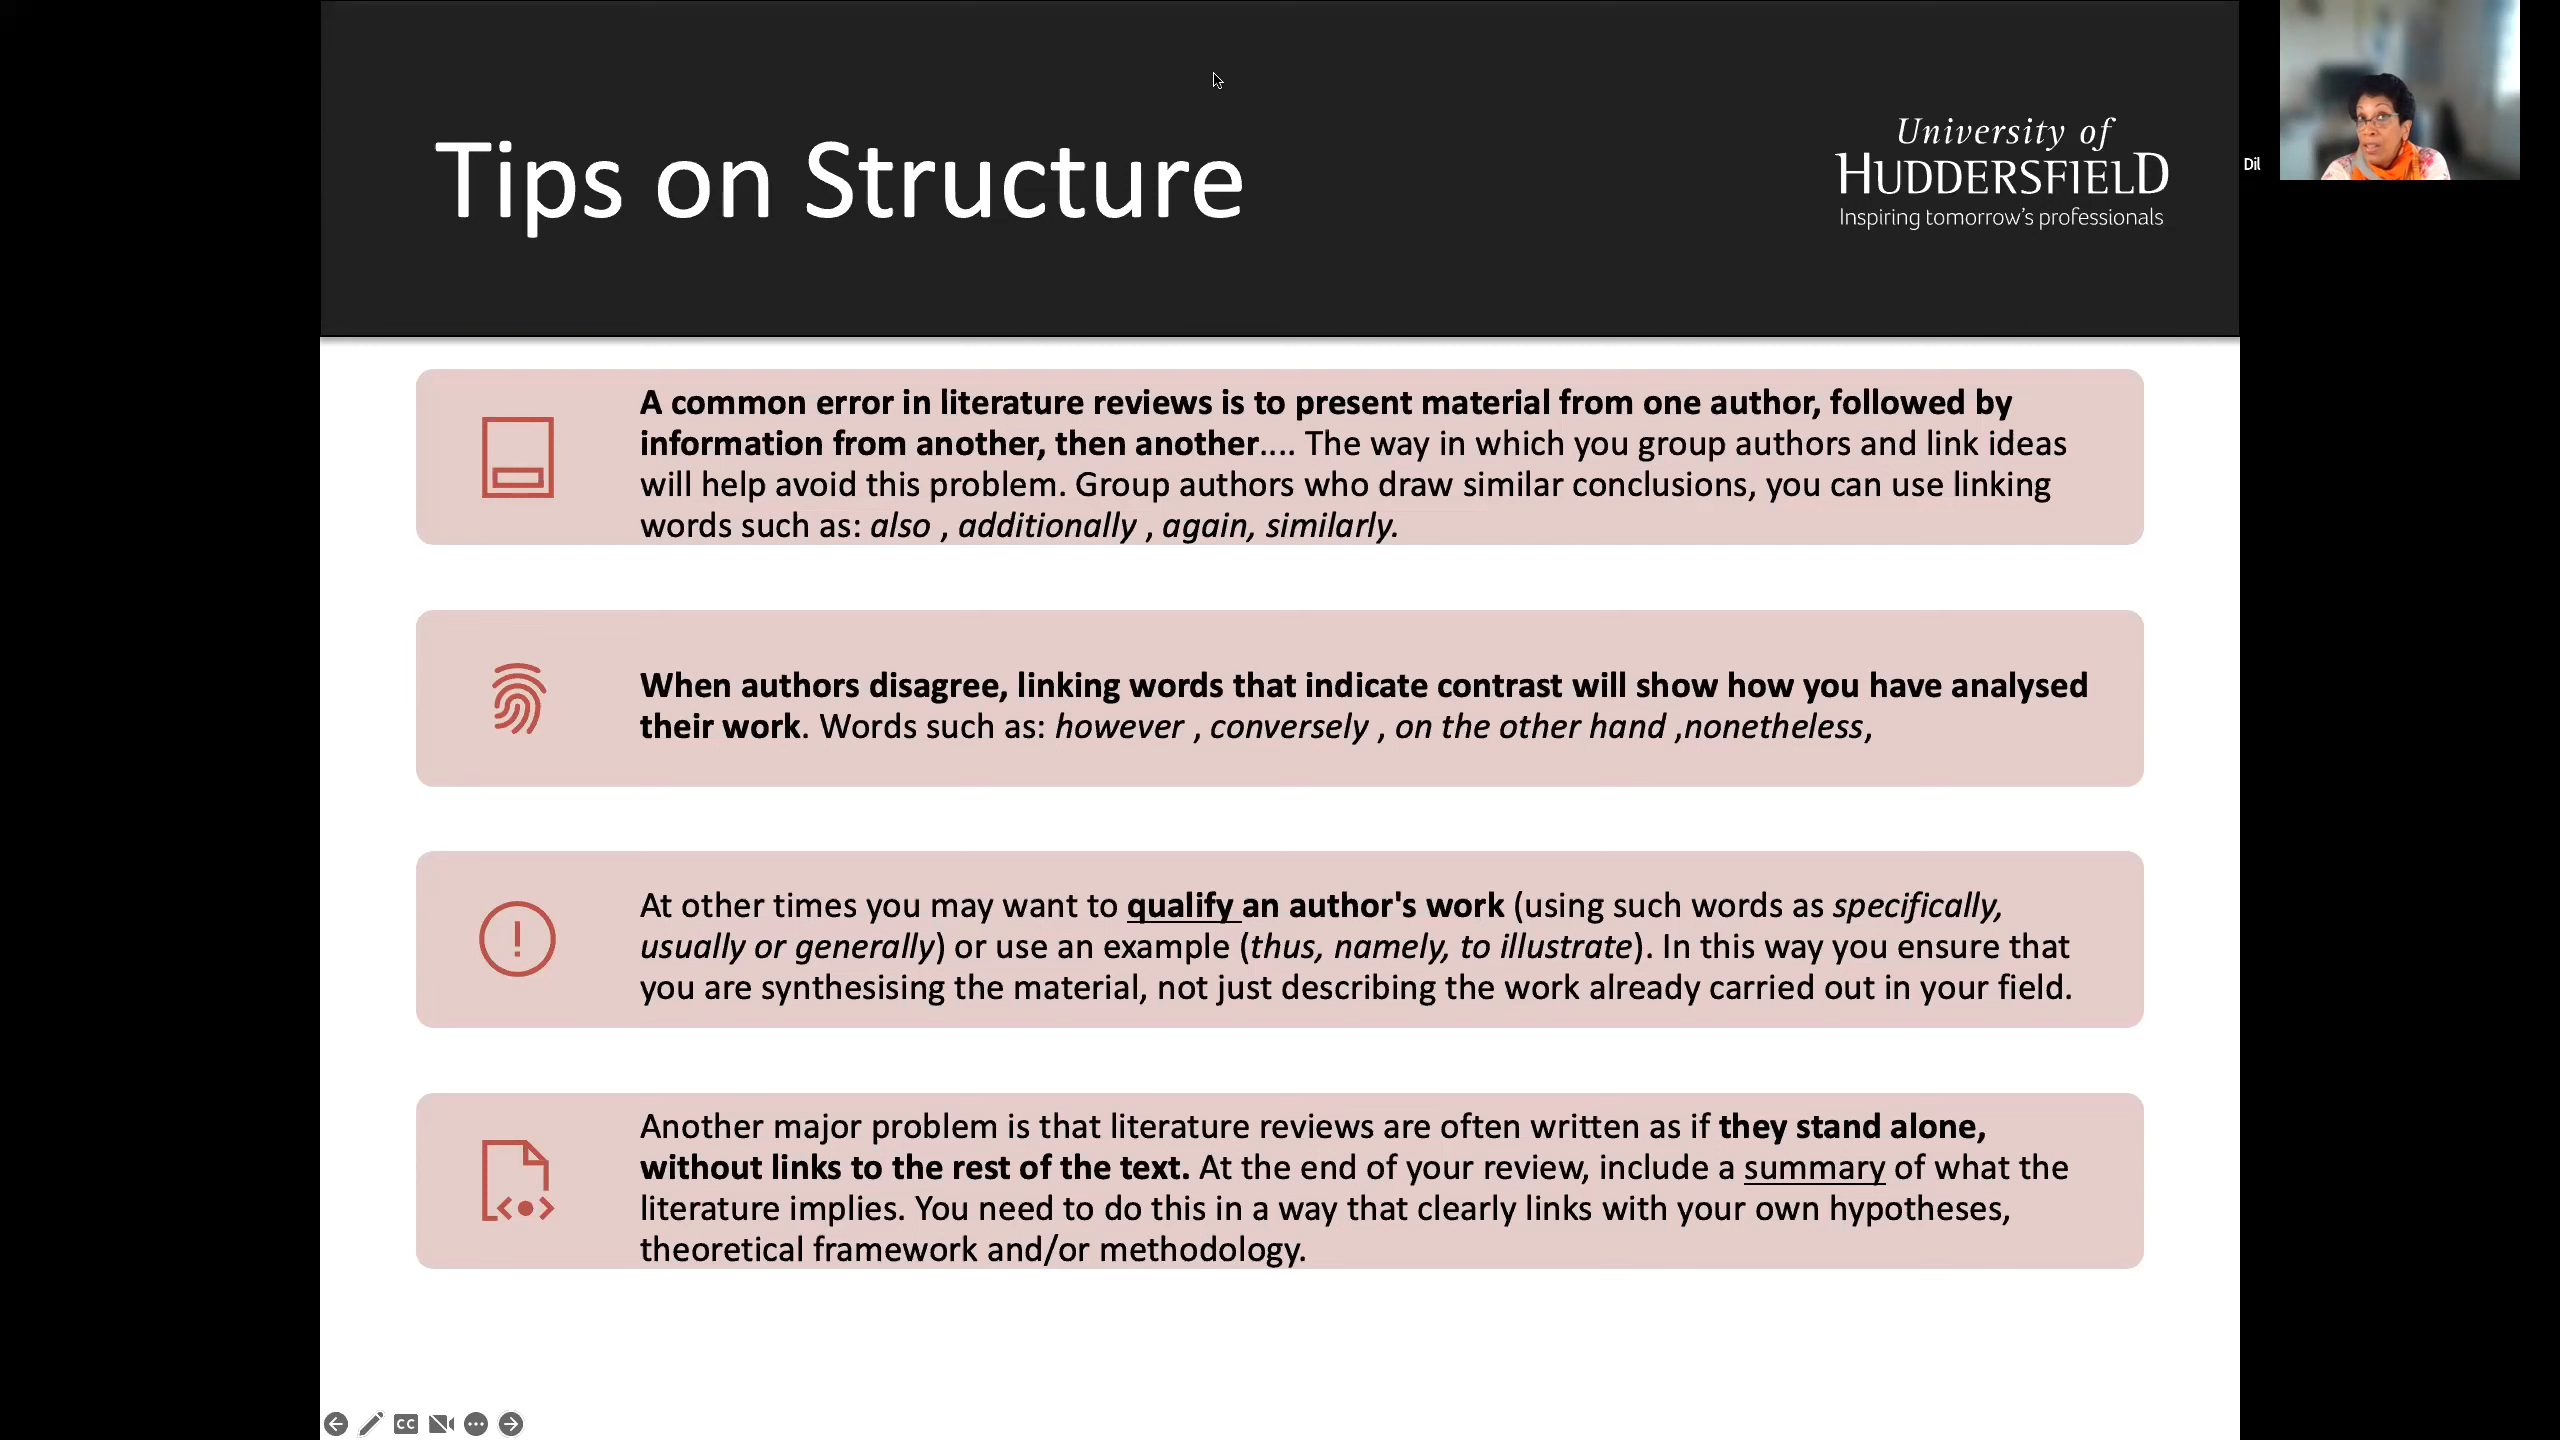 Tips on Structure
University of
HUDDERSFIELD
Inspiring tomorrow's professionals
Dil
A common error in literature reviews is to present material from one author, followed by
information from another, then another.... The way in which you group authors and link ideas
will help avoid this problem. Group authors who draw similar conclusions, you can use linking
words such as: also , additionally , again, similarly.
When authors disagree, linking words that indicate contrast will show how you have analysed
their work. Words such as: however , conversely , on the other hand ,nonetheless,
At other times you may want to qualify an author's work (using such words as specifically,
usually or generally) or use an example (thus, namely, to illustrate). In this way you ensure that
you are synthesising the material, not just describing the work already carried out in your field.
Another major problem is that literature reviews are often written as if they stand alone,
without links to the rest of the text. At the end of your review, include a summary of what the
literature implies. You need to do this in a way that clearly links with your own hypotheses,
theoretical framework and/or methodology.
CC